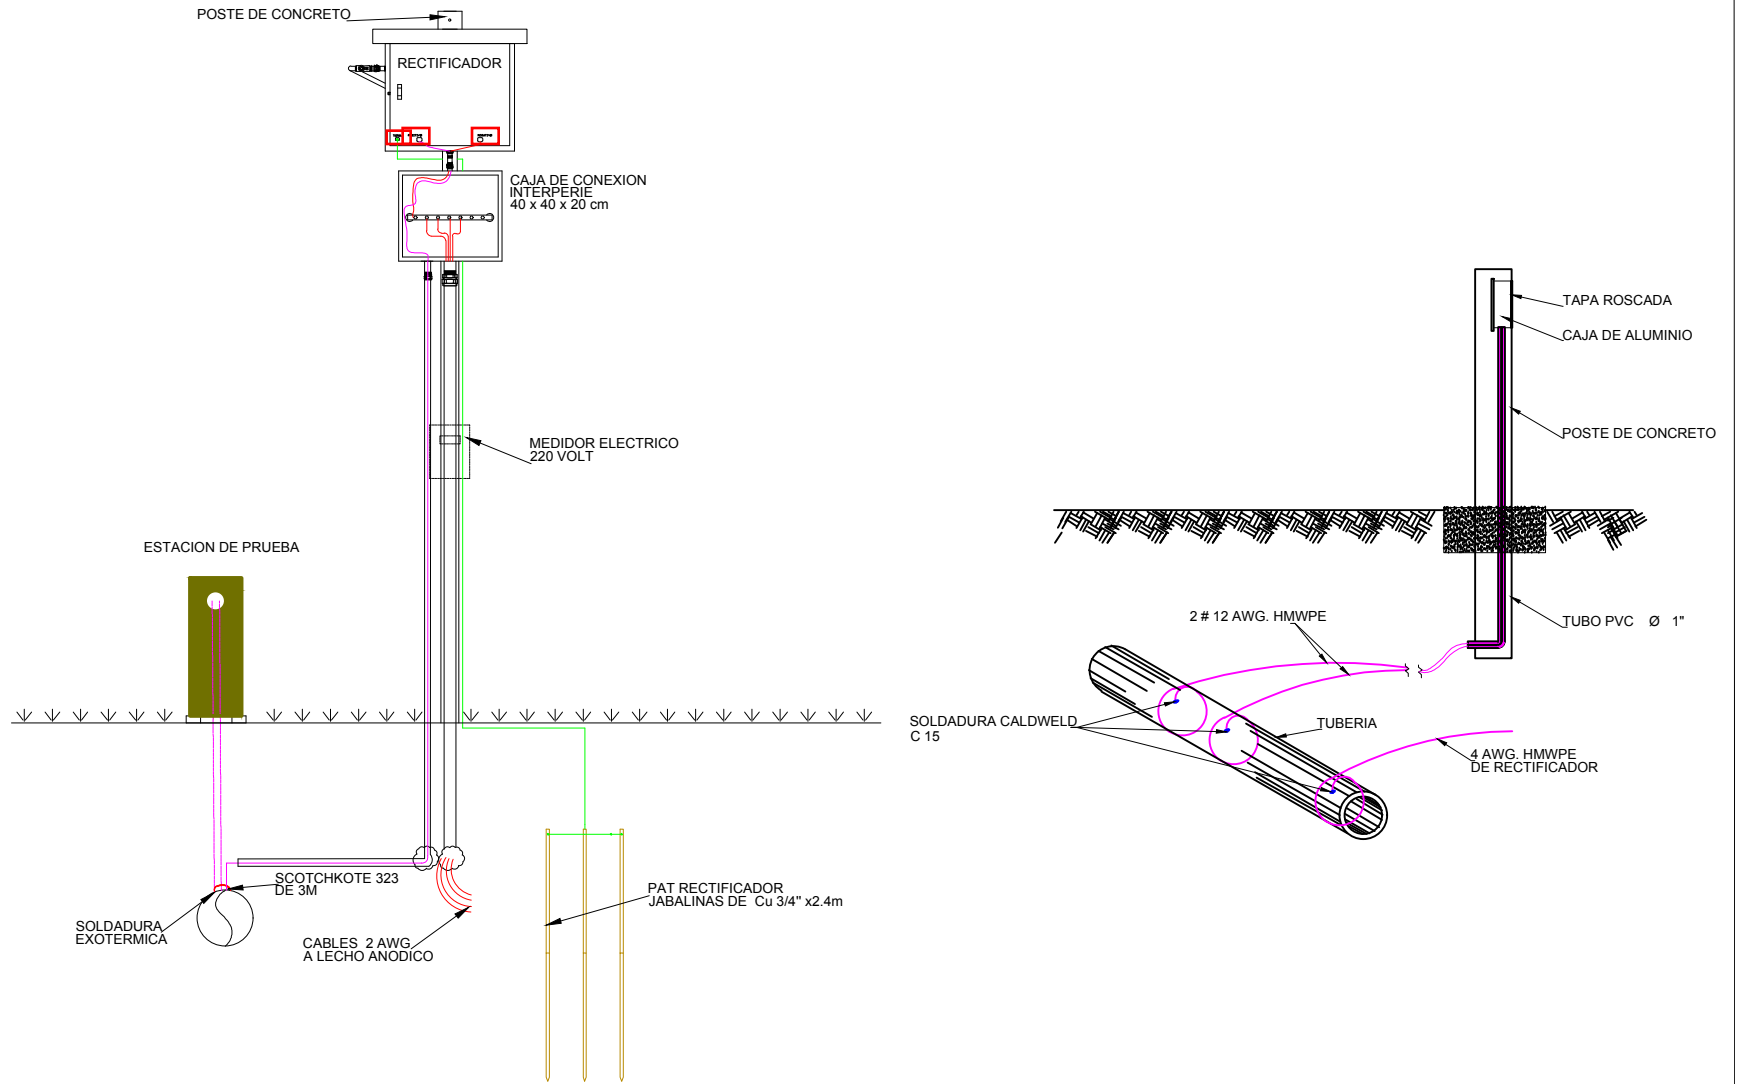 POSTE DE CONCRETO
RECTIFICADOR
CAJA DE CONEXION
INTERPERIE
40 x 40 x 20 cm
MEDIDOR ELECTRICO
220 VOLT
ESTACION DE PRUEBA
SCOTCHKOTE 323
DE 3M
SOLDADURA
EXOTERMICA
CABLES 2 AWG
A LECHO ANODICO
PAT RECTIFICADOR
JABALINAS DE Cu 3/4" x2.4m
TAPA ROSCADA
CAJA DE ALUMINIO
POSTE DE CONCRETO
TUBO PVC Ø 1"
2 # 12 AWG. HMWPE
SOLDADURA CALDWELD
C 15
TUBERIA
4 AWG. HMWPE
DE RECTIFICADOR